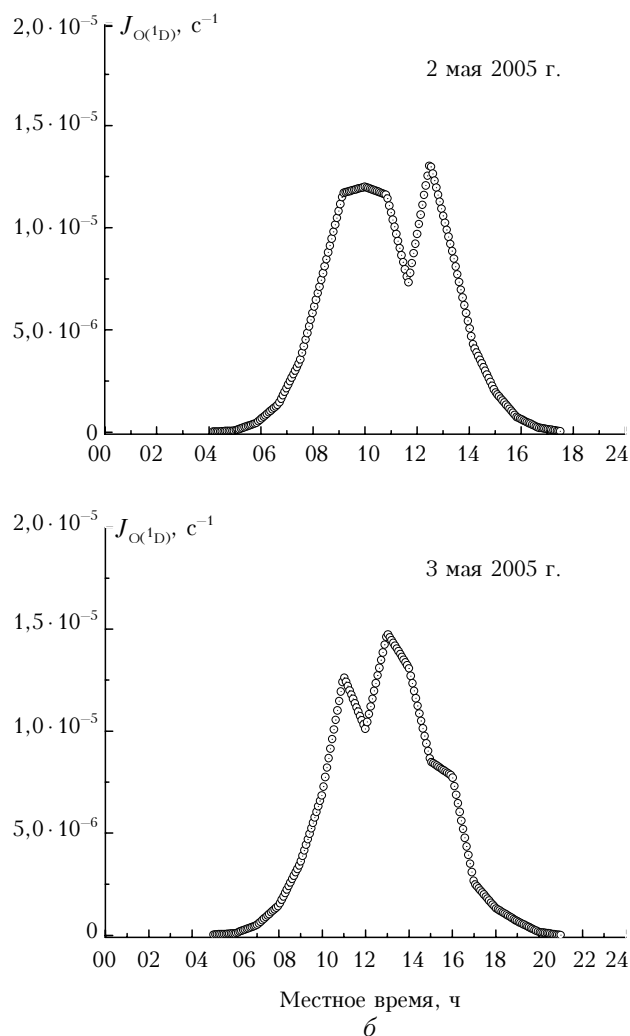 2,0·10⁻⁵ J_O(¹D), с⁻¹
2 мая 2005 г.
1,5·10⁻⁵
1,0·10⁻⁵
5,0·10⁻⁶
0
00 02 04 06 08 10 12 14 16 18 24
2,0·10⁻⁵ J_O(¹D), с⁻¹
3 мая 2005 г.
1,5·10⁻⁵
1,0·10⁻⁵
5,0·10⁻⁶
0
00 02 04 06 08 10 12 14 16 18 20 22 24
Местное время, ч
б